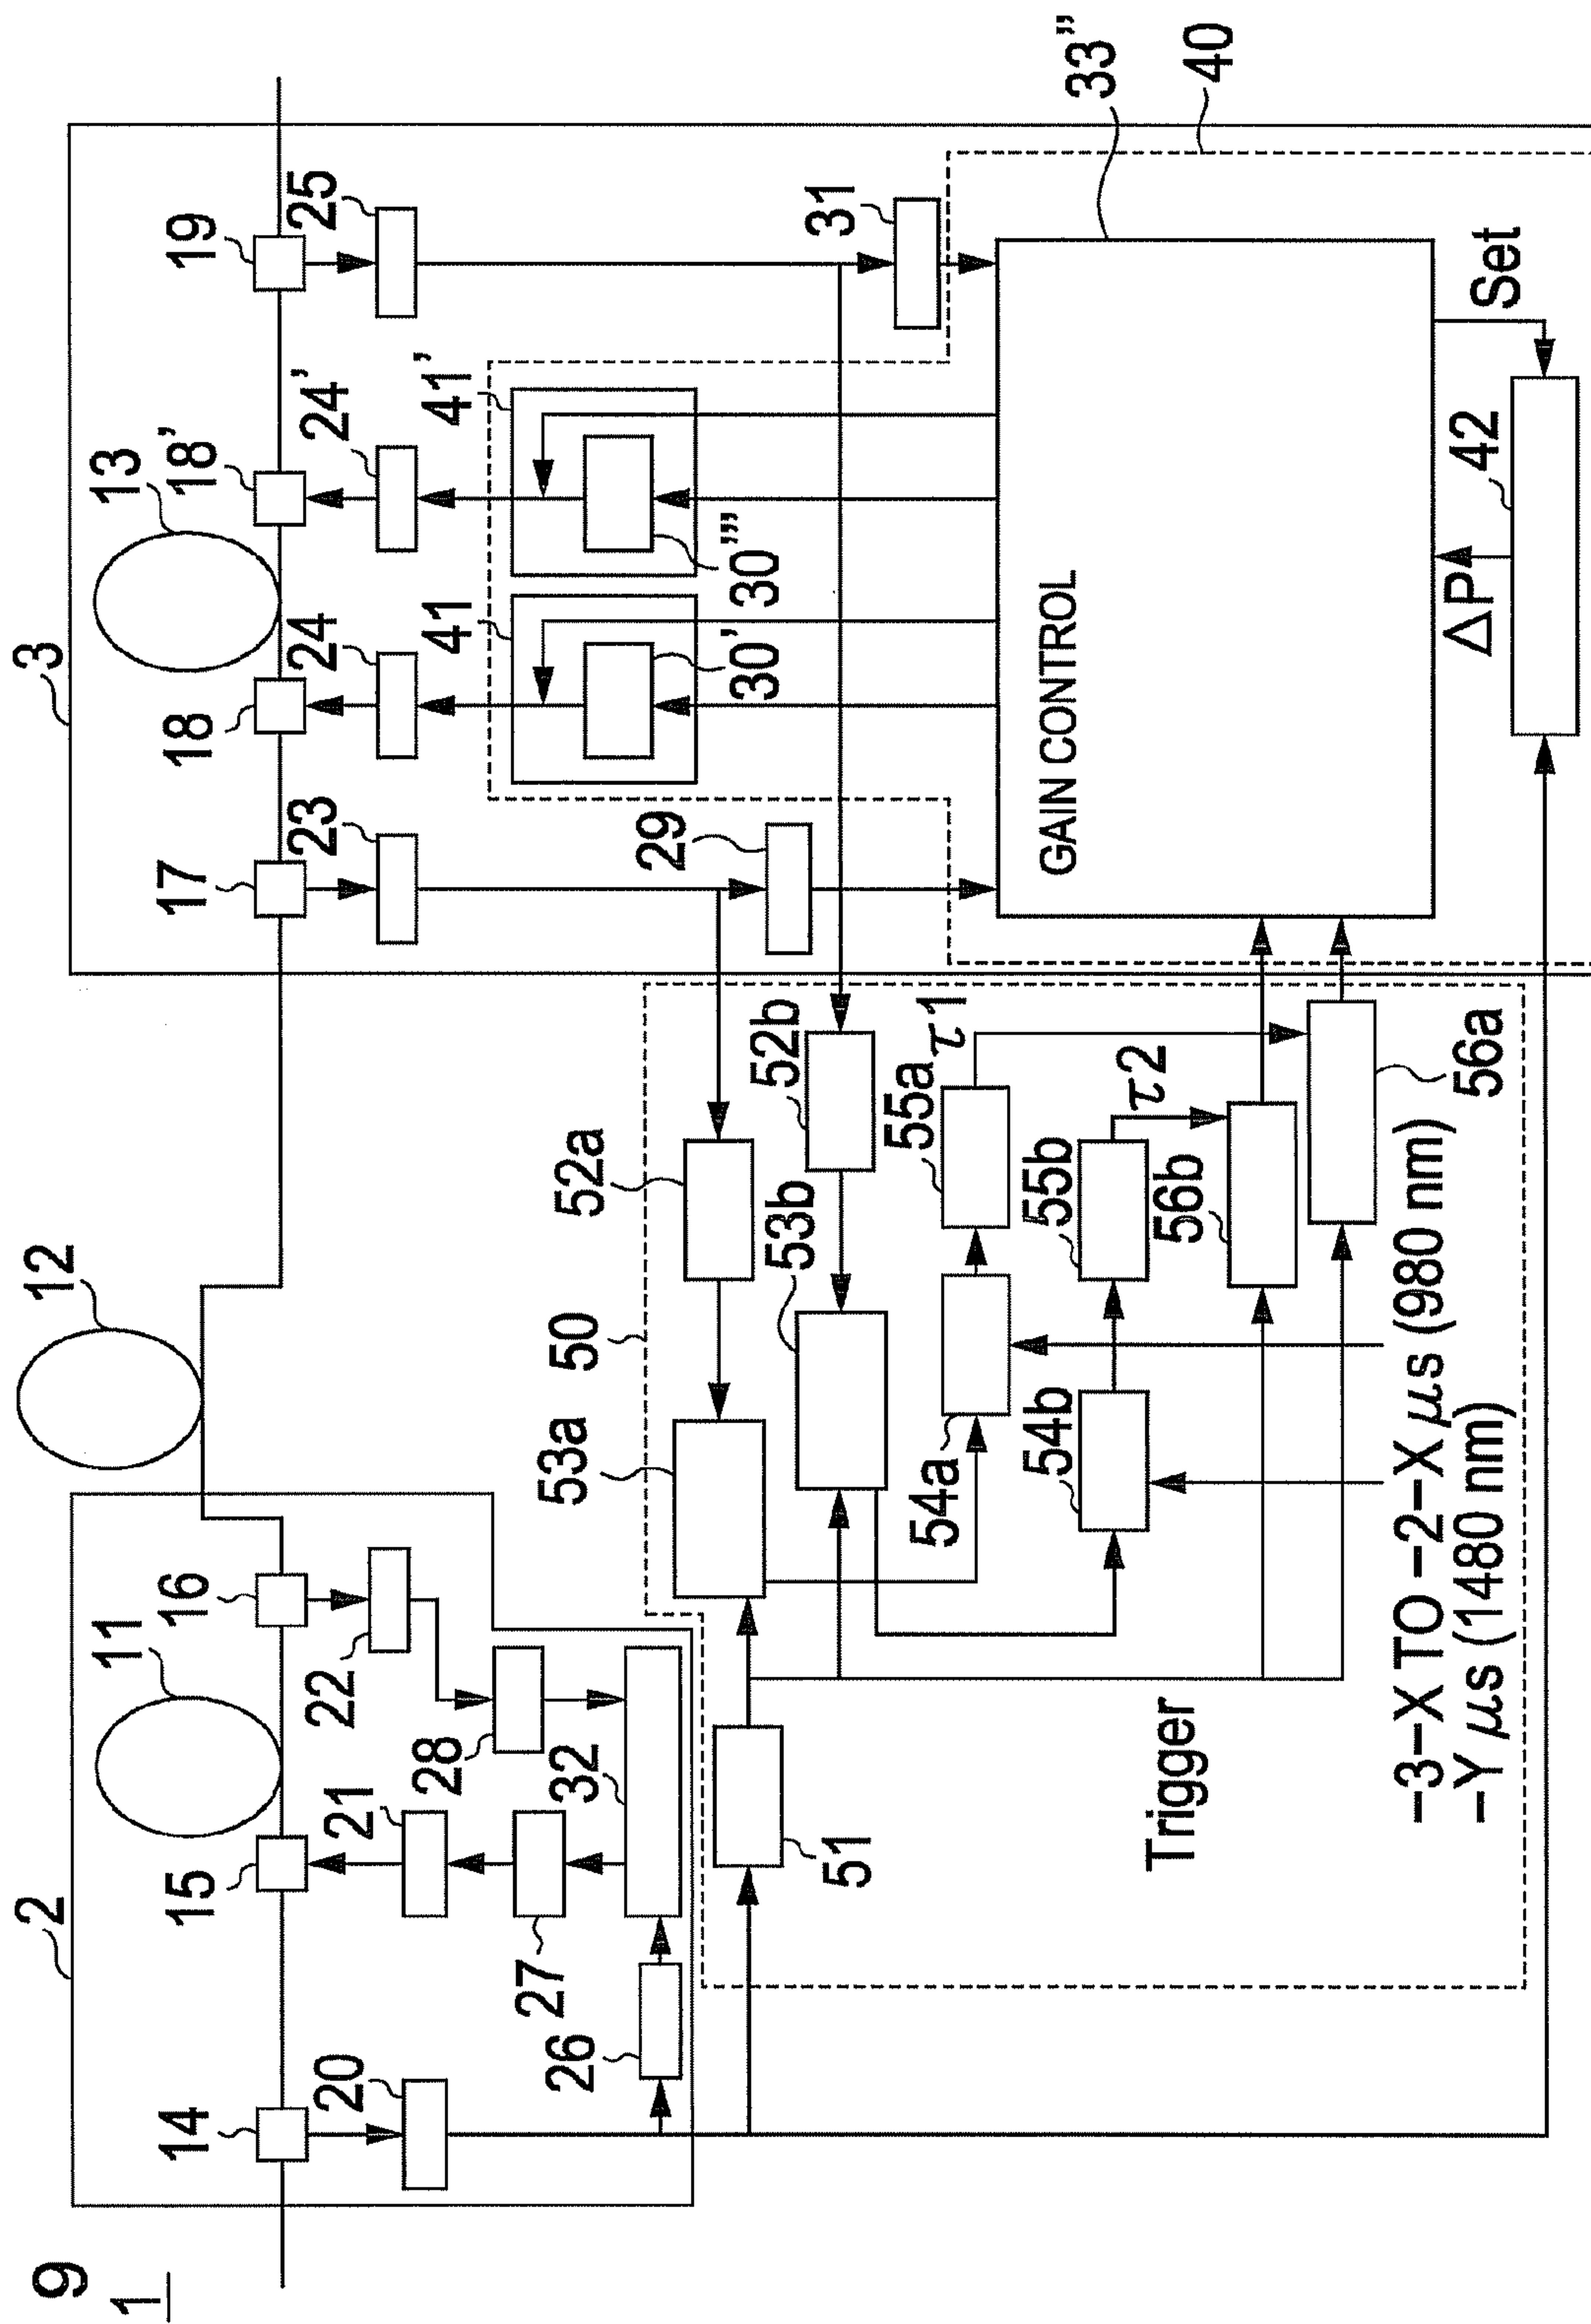 9
1
2
11
14
15
16
20
21
22
26
27
28
32
12
3
13
17
18
18'
19
23
24
24'
25
41
41'
30'
30'''
29
31
33''
40
GAIN CONTROL
Set
ΔP
42
50
51
52a
52b
53a
53b
54a
54b
55a
55b
τ1
τ2
56a
56b
Trigger
-3-X TO -2-X μs (980 nm)
-Y μs (1480 nm)